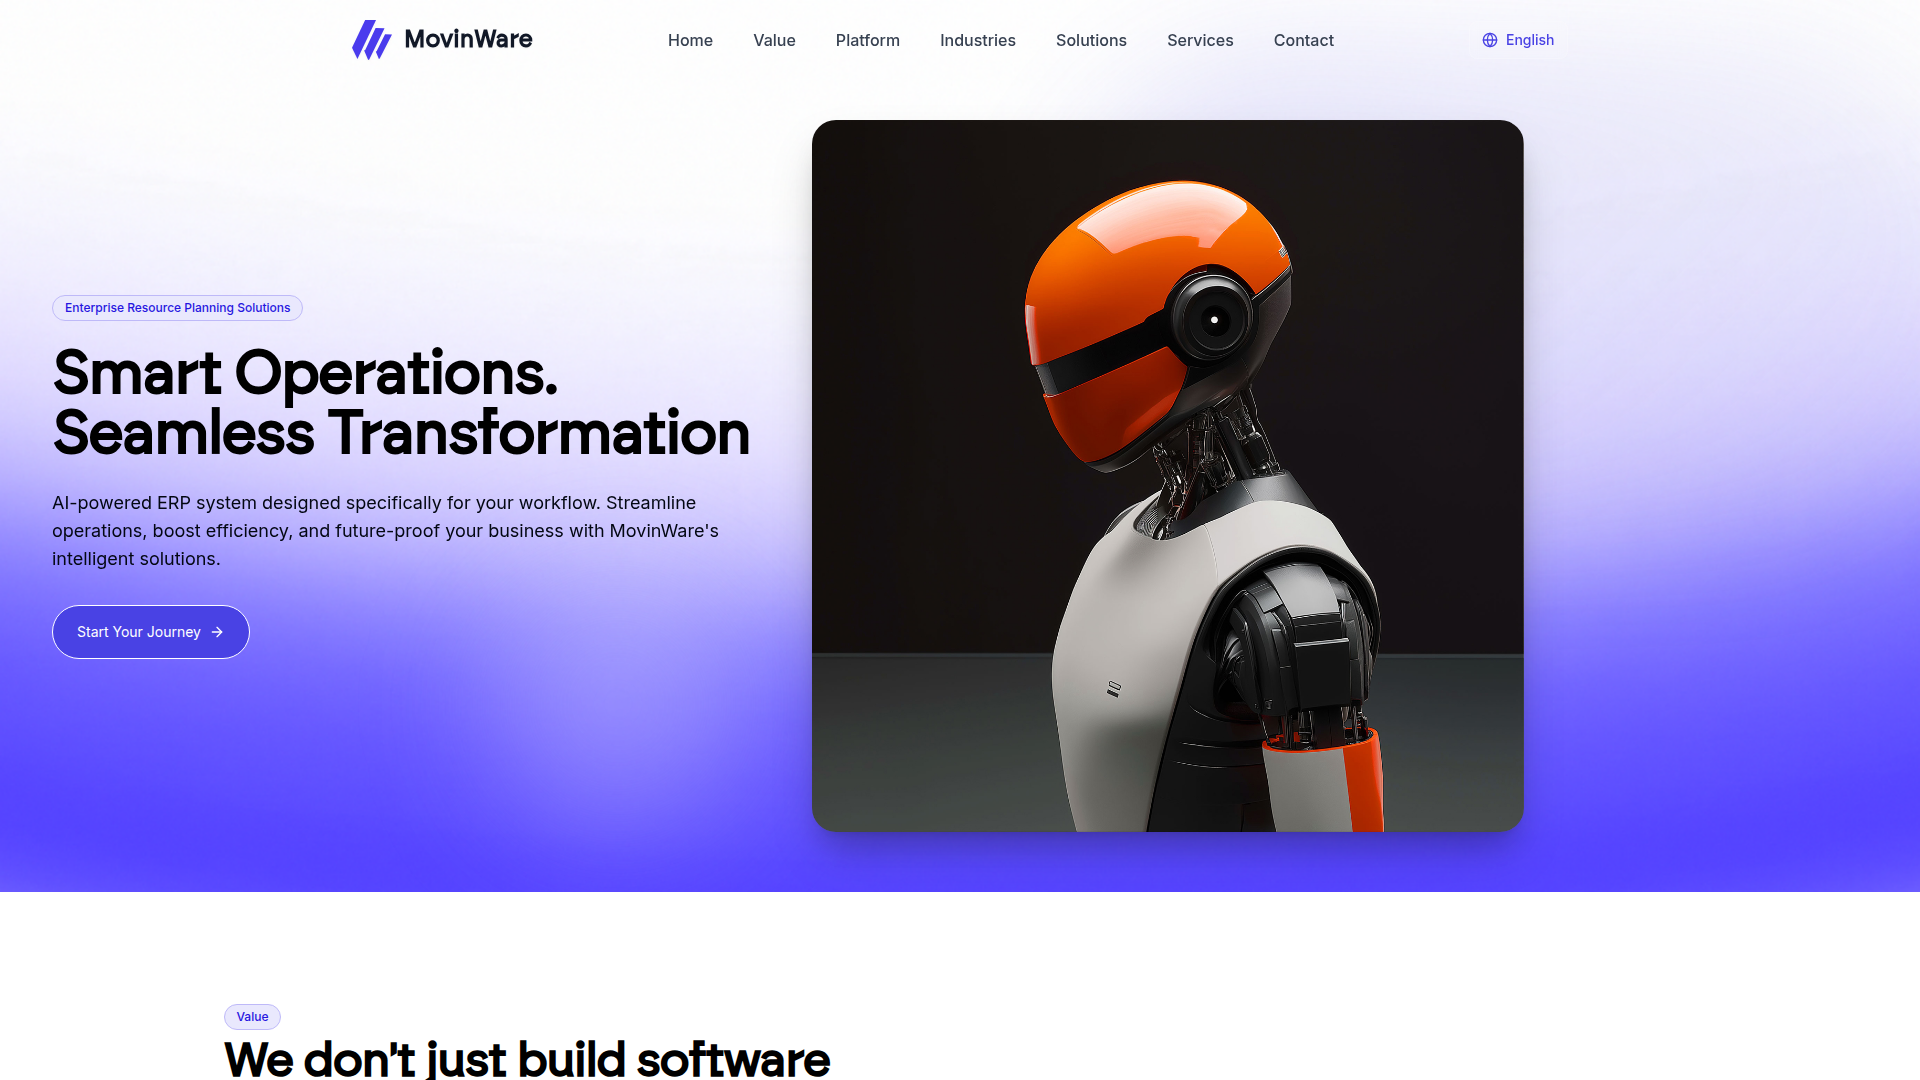 MovinWare
Home
Value
Platform
Industries
Solutions
Services
Contact
English
Enterprise Resource Planning Solutions
Smart Operations.
Seamless Transformation
AI-powered ERP system designed specifically for your workflow. Streamline
operations, boost efficiency, and future-proof your business with MovinWare's
intelligent solutions.
Start Your Journey
Value
We don't just build software